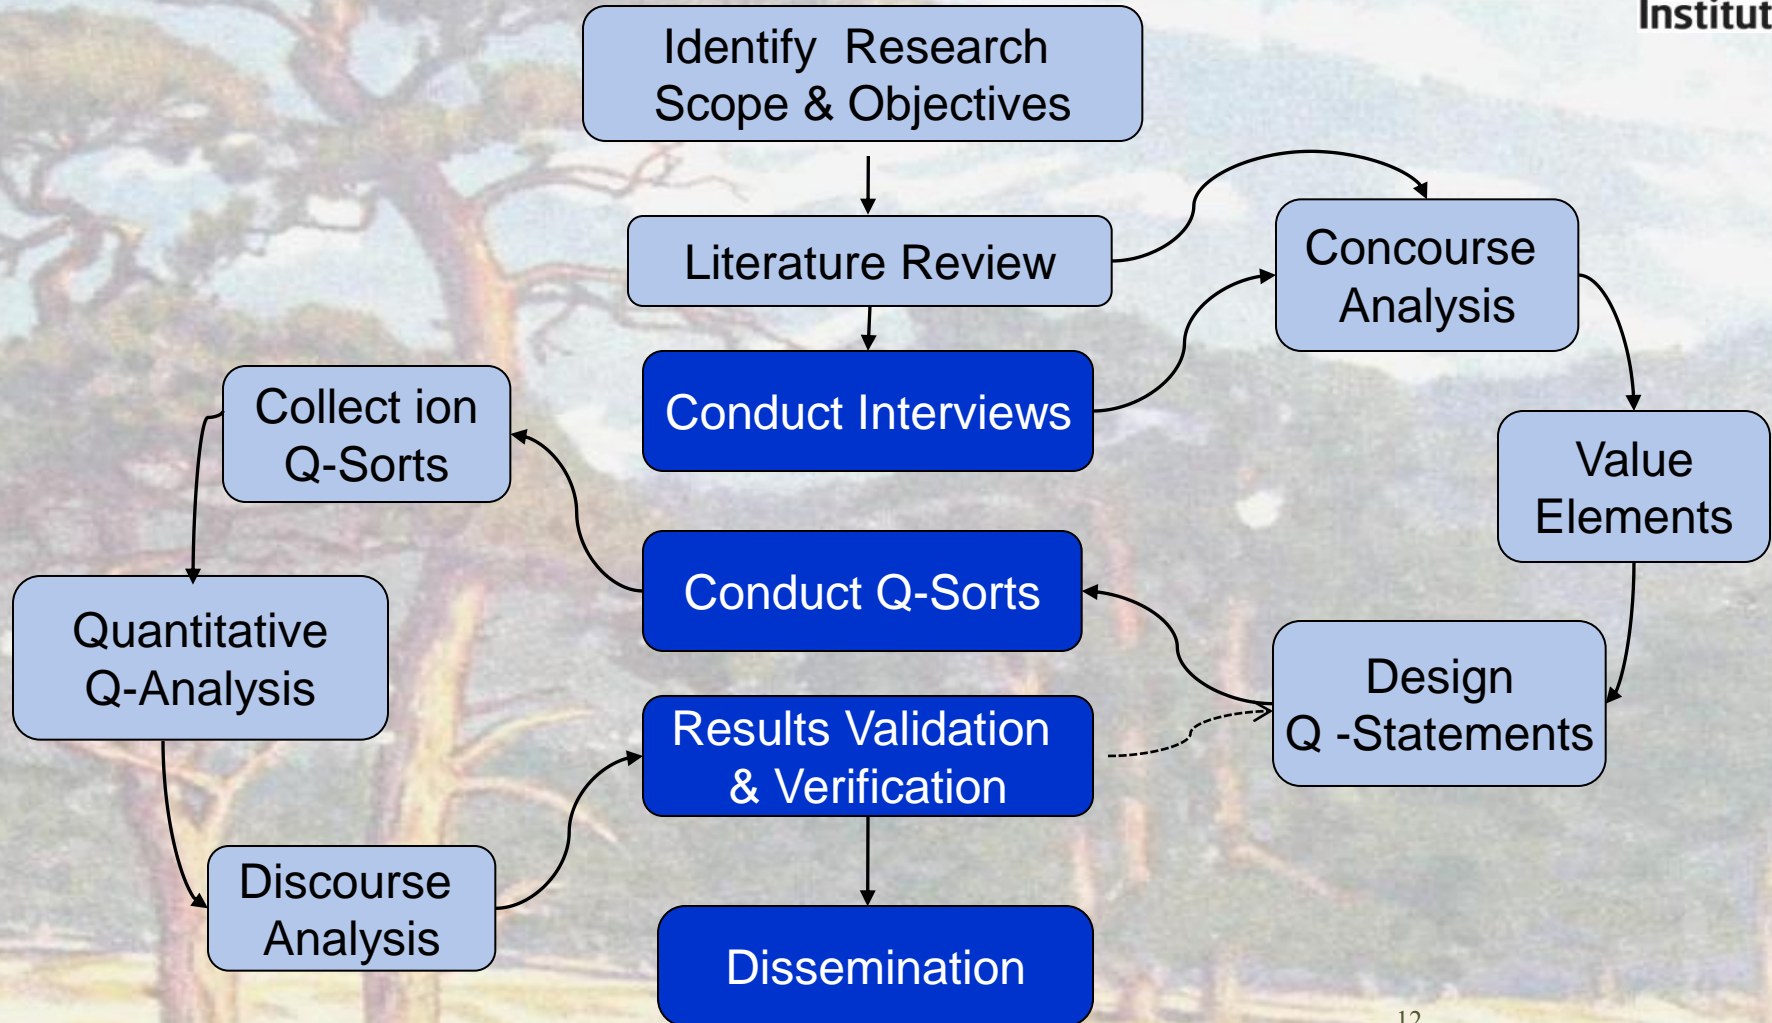 Institut
Identify Research
Scope & Objectives
Literature Review
Concourse
Analysis
Conduct Interviews
Collect ion
Q-Sorts
Value
Elements
Conduct Q-Sorts
Quantitative
Q-Analysis
Design
Q -Statements
Results Validation
& Verification
Discourse
Analysis
Dissemination
12